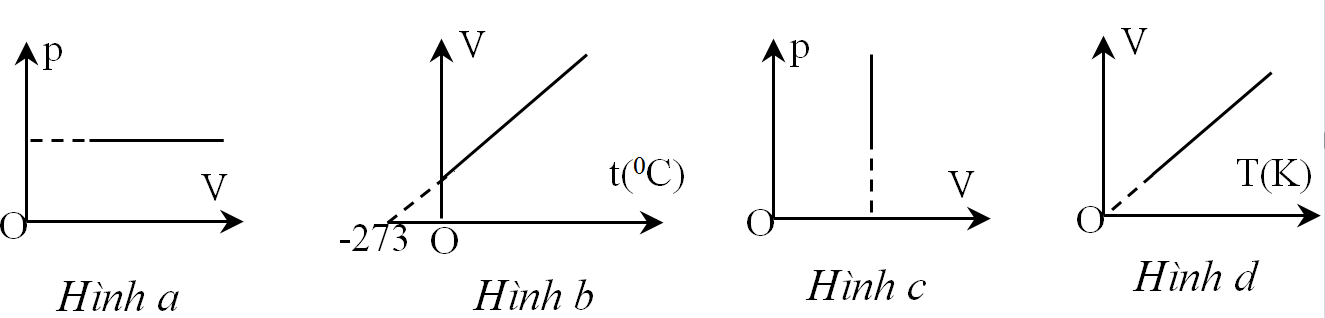 p
V
O
Hình a
V
t(⁰C)
-273
O
Hình b
p
V
O
Hình c
V
T(K)
O
Hình d